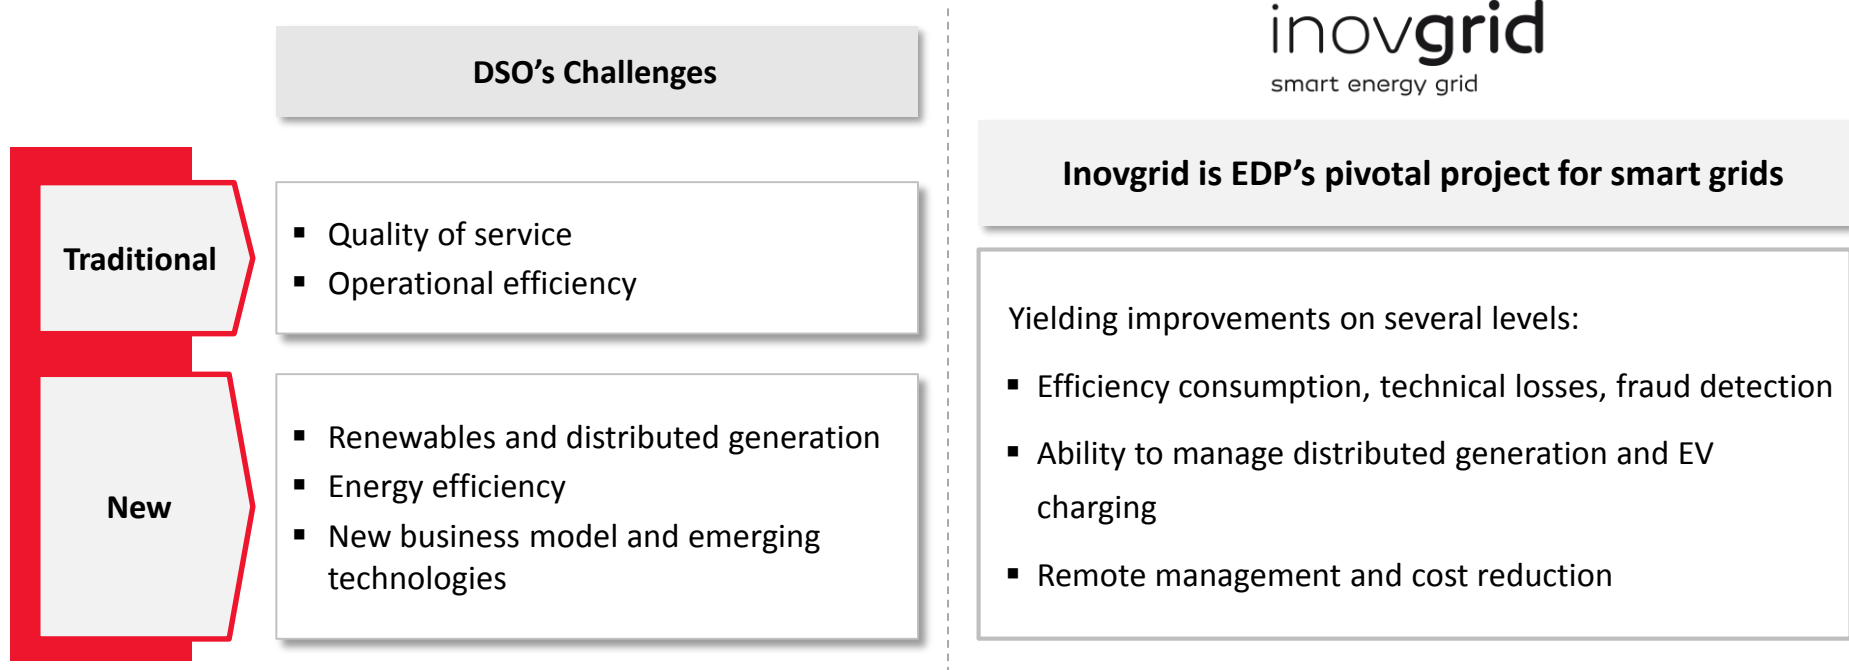 DSO’s Challenges
Traditional
▪ Quality of service
▪ Operational efficiency
New
▪ Renewables and distributed generation
▪ Energy efficiency
▪ New business model and emerging
technologies
inovgrid
smart energy grid
Inovgrid is EDP’s pivotal project for smart grids
Yielding improvements on several levels:
▪ Efficiency consumption, technical losses, fraud detection
▪ Ability to manage distributed generation and EV
charging
▪ Remote management and cost reduction